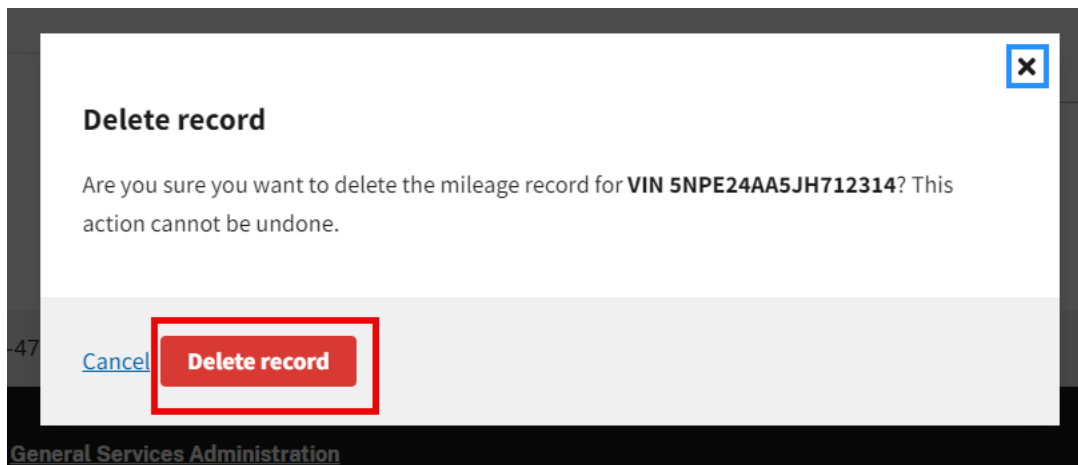 Delete record
Are you sure you want to delete the mileage record for VIN 5NPE24AA5JH712314? This
action cannot be undone.
-47
Cancel Delete record
General Services Administration